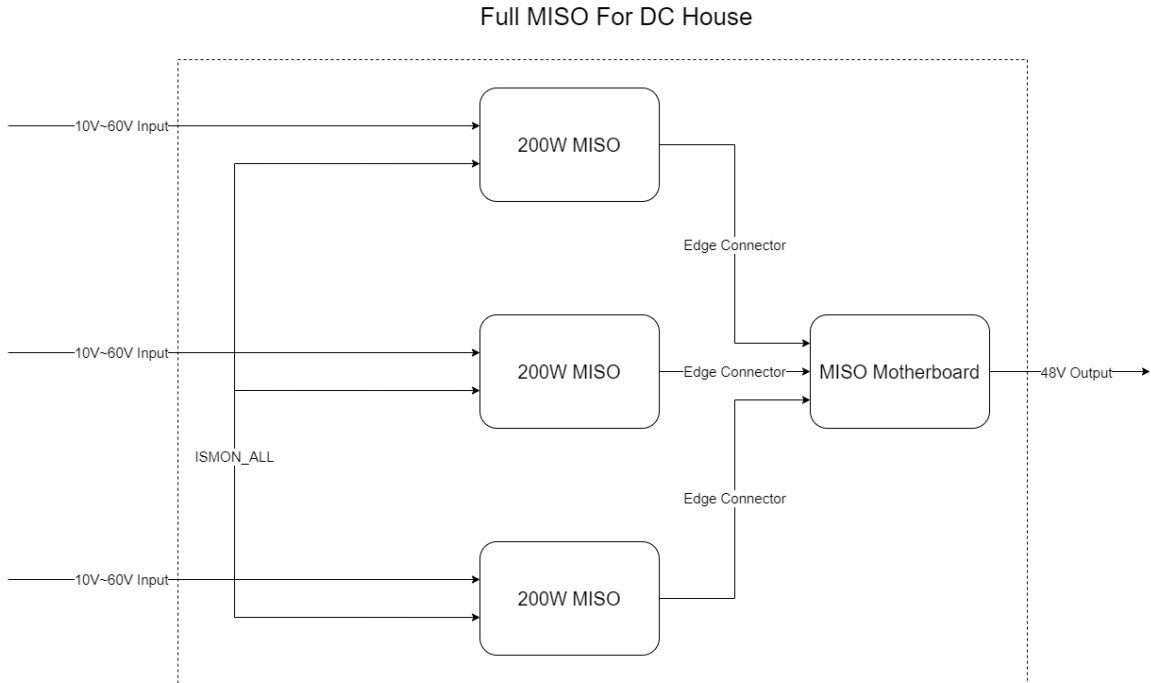 Full MISO For DC House
10V~60V Input
200W MISO
Edge Connector
10V~60V Input
200W MISO
Edge Connector
MISO Motherboard
48V Output
ISMON_ALL
Edge Connector
10V~60V Input
200W MISO